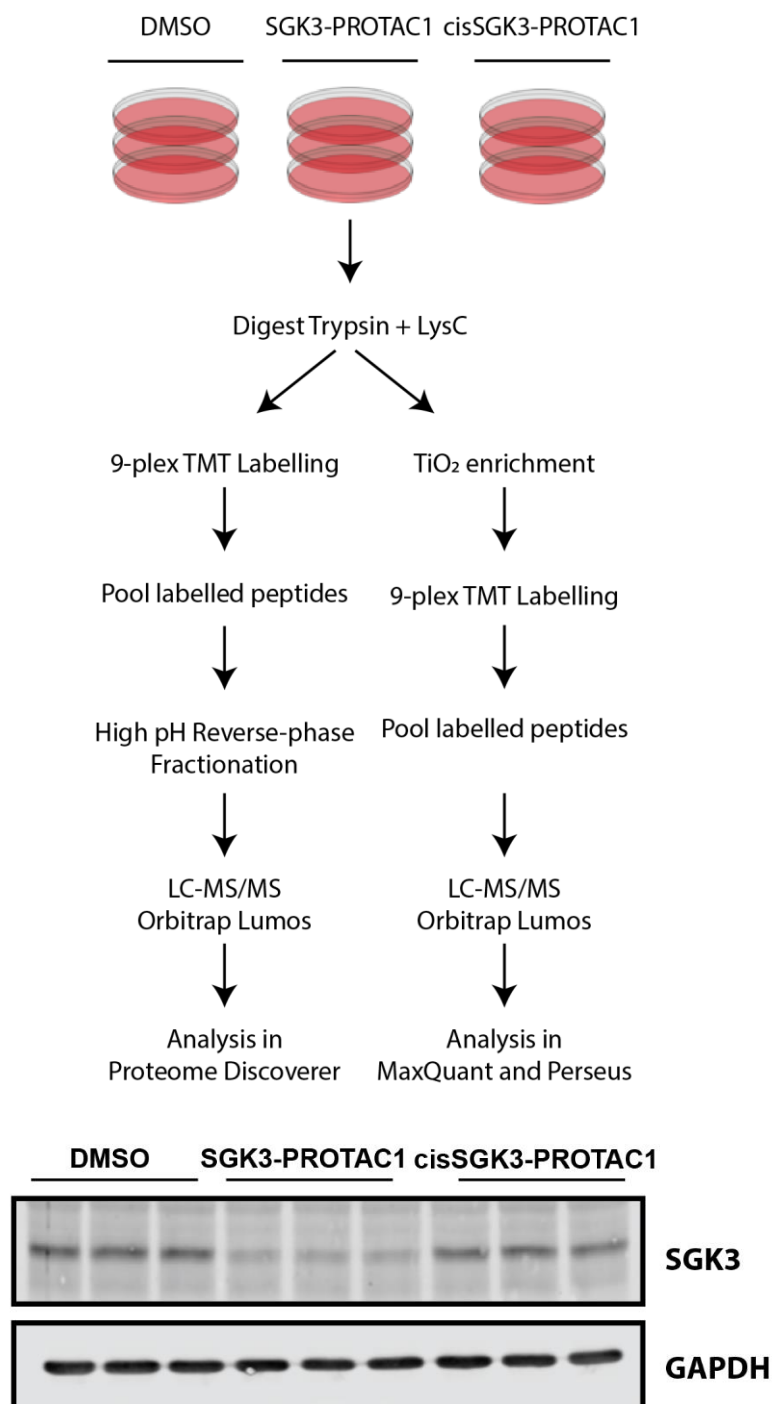 DMSO SGK3-PROTAC1 cisSGK3-PROTAC1
Digest Trypsin + LysC
9-plex TMT Labelling
TiO₂ enrichment
Pool labelled peptides
9-plex TMT Labelling
High pH Reverse-phase
Fractionation
Pool labelled peptides
LC-MS/MS
Orbitrap Lumos
LC-MS/MS
Orbitrap Lumos
Analysis in
Proteome Discoverer
Analysis in
MaxQuant and Perseus
DMSO SGK3-PROTAC1 cisSGK3-PROTAC1
SGK3
GAPDH